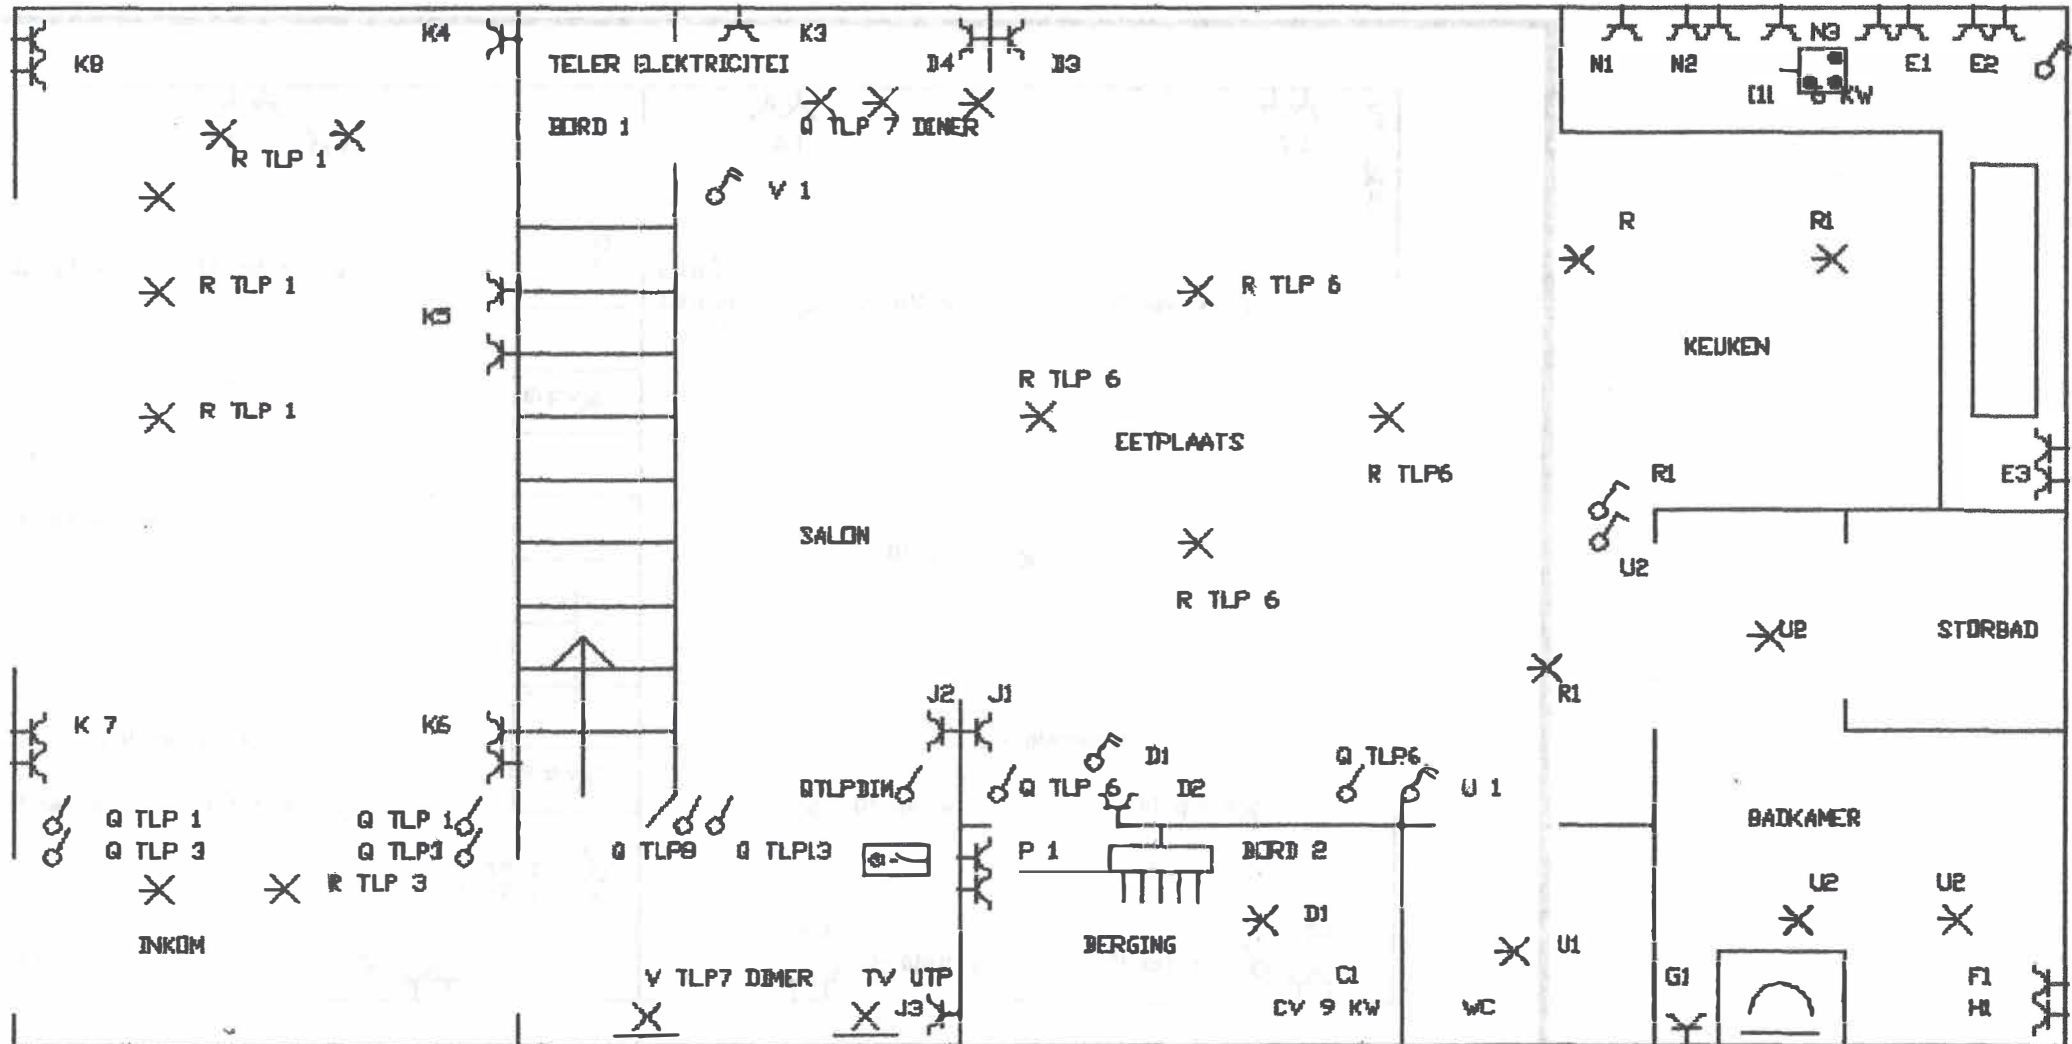 K4 K3 N3
K8 TELER ELEKTRICITEI D4 D3 N1 N2 E1 E2
6 KW
BORD 1 Q TLP 7 DIMER
R TLP 1
V 1
R R1
R TLP 1 R TLP 6
K5
KEUKEN
R TLP 6
R TLP 1 EETPLAATS
R TLP6 R1 E3
SALON
U2
R TLP 6
U2 STORBAD
J2 J1 R1
K 7 K6
D1 Q TLP6
QTLPDIM Q TLP 6 D2 U 1
Q TLP 1 Q TLP 1 BADKAMER
Q TLP 3 Q TLP3 Q TLP8 Q TLP13 P 1 BORD 2
R TLP 3 U2 U2
D1
INKOM BERGING U1
V TLP7 DIMER TV UTP C1 G1 F1
J3 CV 9 KW WC H1